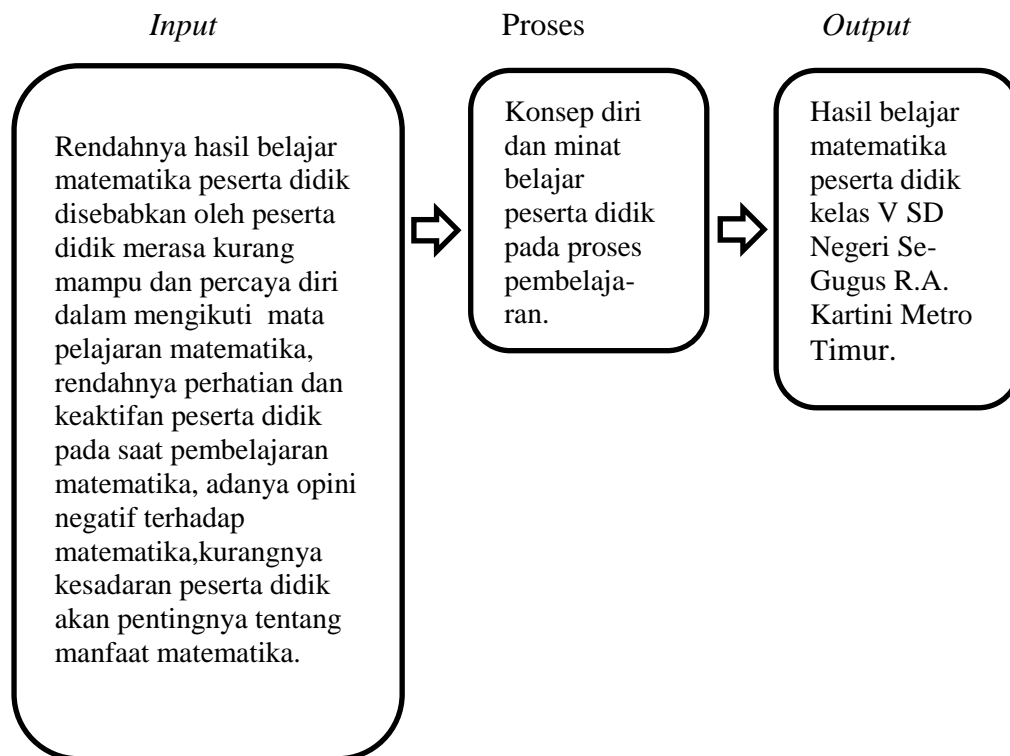 Input
Proses
Output
Rendahnya hasil belajar
matematika peserta didik
disebabkan oleh peserta
didik merasa kurang
mampu dan percaya diri
dalam mengikuti mata
pelajaran matematika,
rendahnya perhatian dan
keaktifan peserta didik
pada saat pembelajaran
matematika, adanya opini
negatif terhadap
matematika,kurangnya
kesadaran peserta didik
akan pentingnya tentang
manfaat matematika.
Konsep diri
dan minat
belajar
peserta didik
pada proses
pembelaja-
ran.
Hasil belajar
matematika
peserta didik
kelas V SD
Negeri Se-
Gugus R.A.
Kartini Metro
Timur.